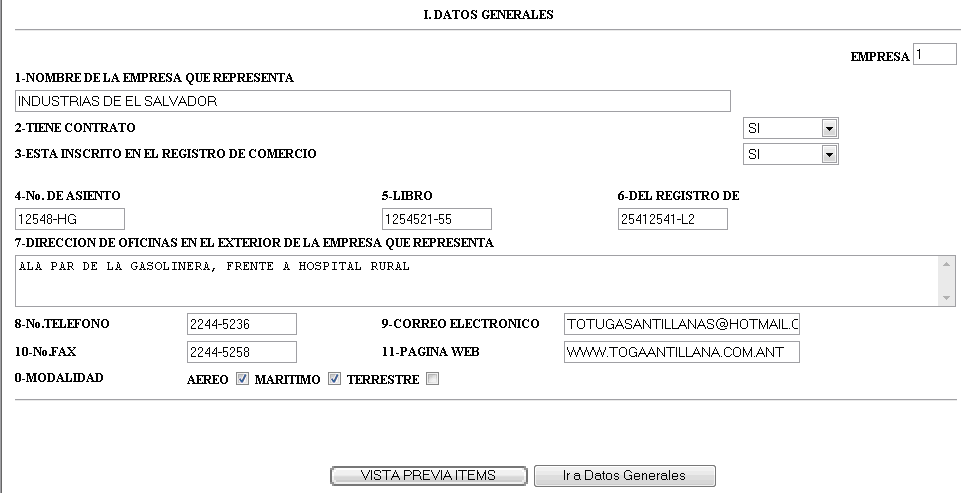 I. DATOS GENERALES
EMPRESA 1
1-NOMBRE DE LA EMPRESA QUE REPRESENTA
INDUSTRIAS DE EL SALVADOR
2-TIENE CONTRATO SI
3-ESTA INSCRITO EN EL REGISTRO DE COMERCIO SI
4-No. DE ASIENTO 5-LIBRO 6-DEL REGISTRO DE
12548-HG 1254521-55 25412541-L2
7-DIRECCION DE OFICINAS EN EL EXTERIOR DE LA EMPRESA QUE REPRESENTA
ALA PAR DE LA GASOLINERA, FRENTE A HOSPITAL RURAL
8-No.TELEFONO 2244-5236 9-CORREO ELECTRONICO TOTUGASANTILLANAS@HOTMAIL.C
10-No.FAX 2244-5258 11-PAGINA WEB WWW.TOGAANTILLANA.COM.ANT
0-MODALIDAD AEREO MARITIMO TERRESTRE
VISTA PREVIA ITEMS Ir a Datos Generales